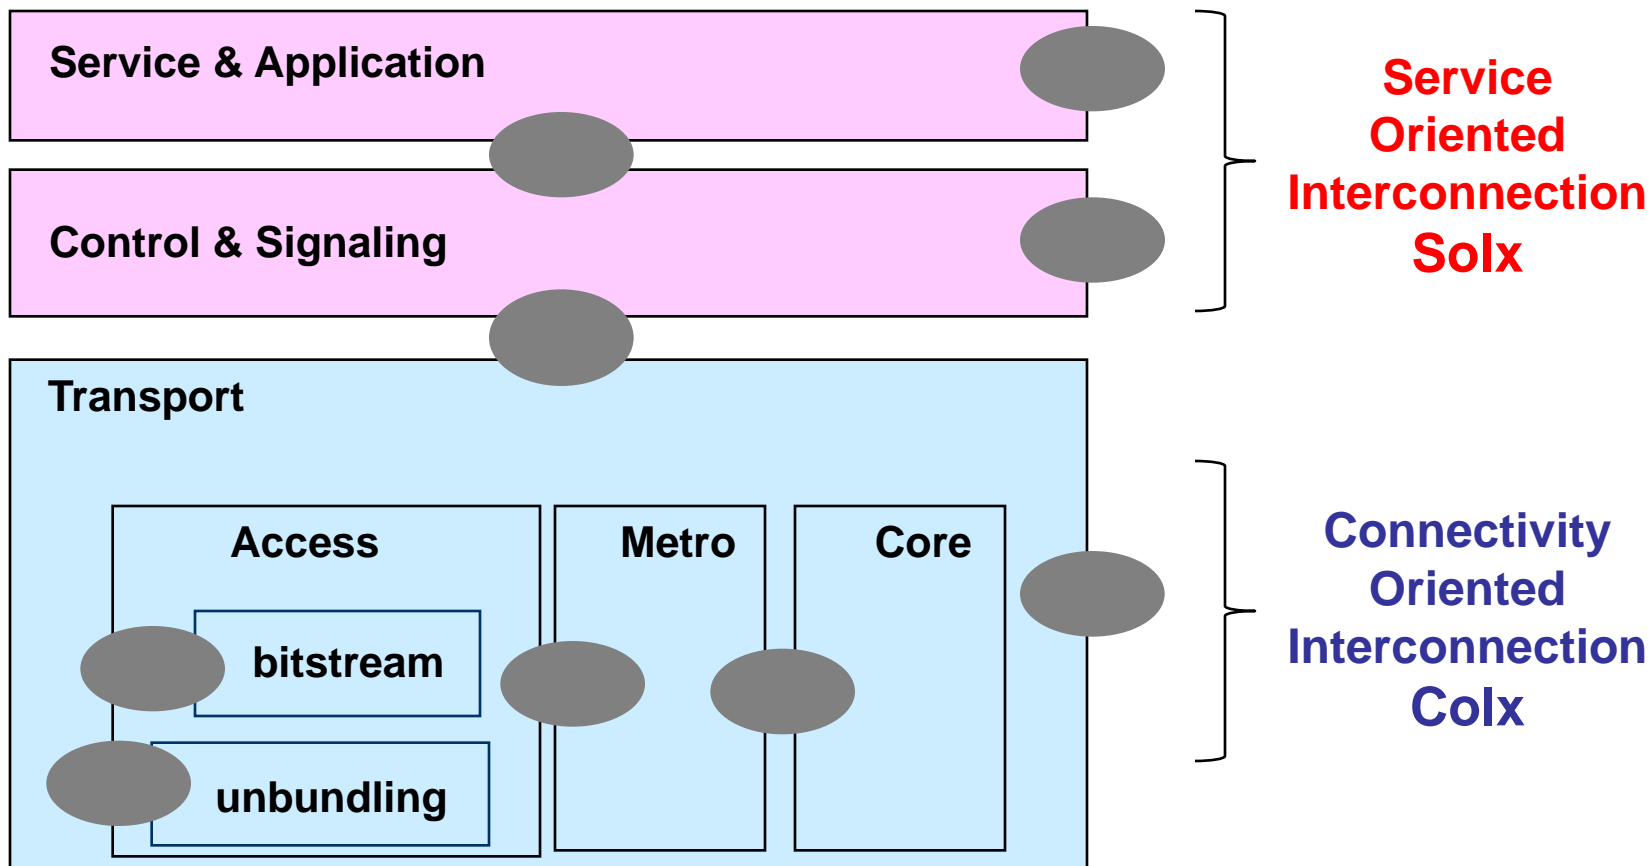 Service & Application
Control & Signaling
Service
Oriented
Interconnection
SoIx
Transport
Access
Metro
Core
bitstream
unbundling
Connectivity
Oriented
Interconnection
CoIx